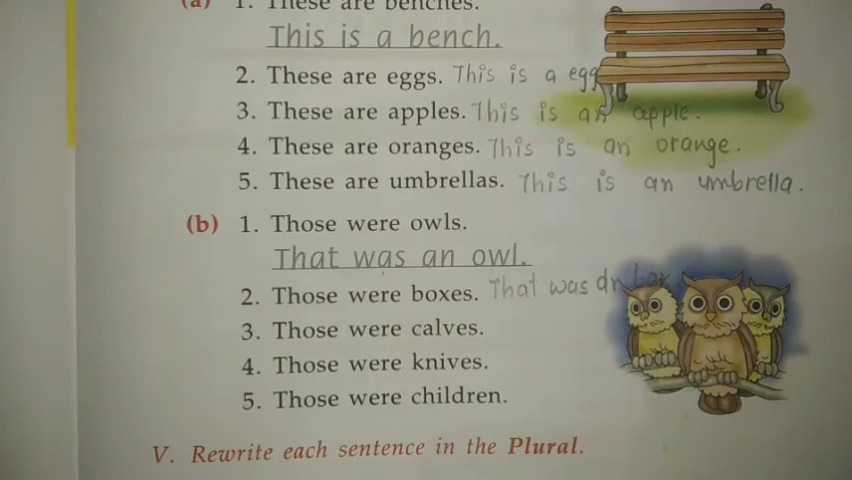 (a) 1. These are benches.
This is a bench.
2. These are eggs. This is a egg
3. These are apples. This is an apple.
4. These are oranges. This is an orange.
5. These are umbrellas. This is an umbrella.
(b) 1. Those were owls.
That was an owl.
2. Those were boxes. That was an box.
3. Those were calves.
4. Those were knives.
5. Those were children.
V. Rewrite each sentence in the Plural.